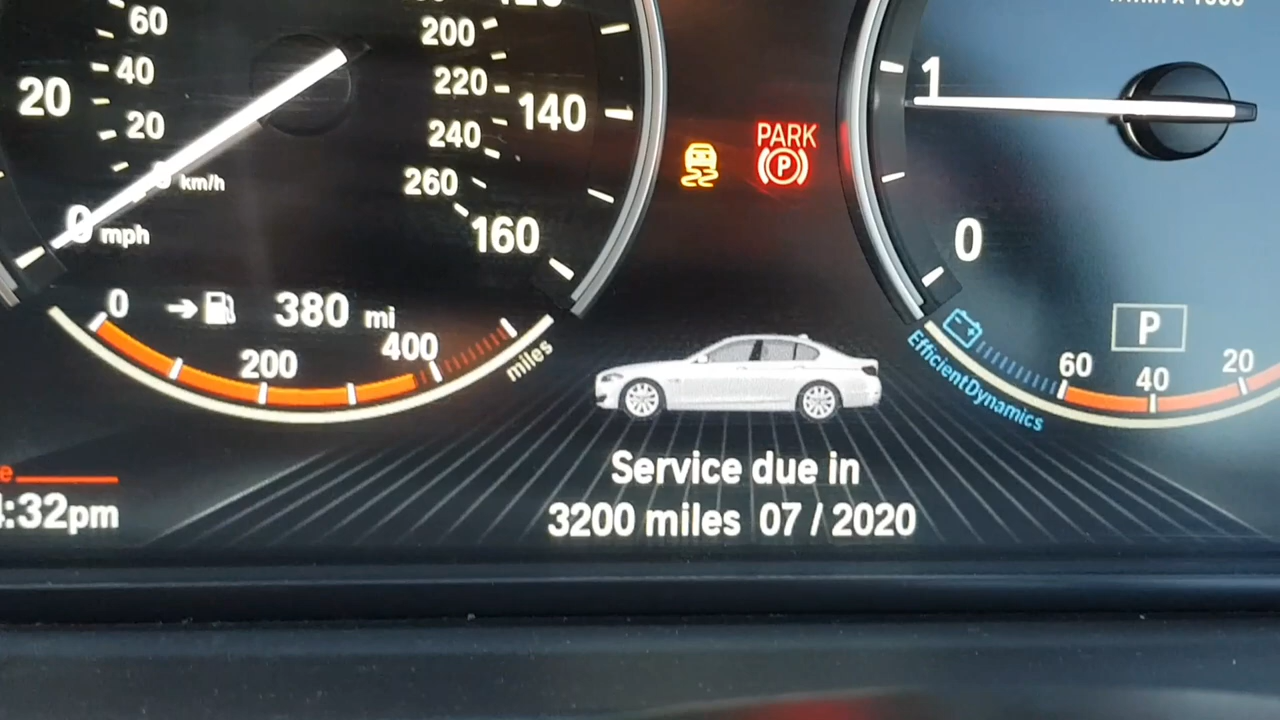 60
40
20
20
0 km/h
0 mph
200
220
240
260
140
160
PARK
P
1
0
0
380 mi
200
400
miles
EfficientDynamics
60
40
20
P
Service due in
3200 miles 07 / 2020
:32pm